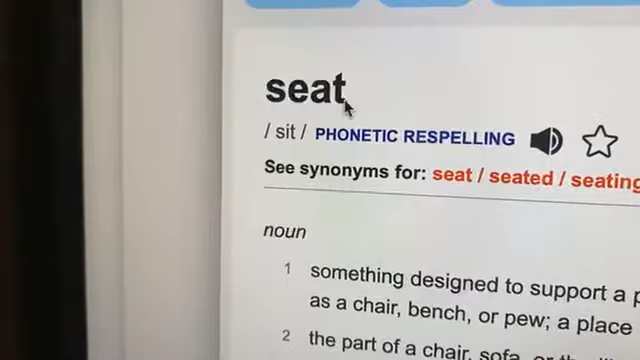 seat
/ sit / PHONETIC RESPELLING
See synonyms for: seat / seated / seating
noun
1 something designed to support a
as a chair, bench, or pew; a place
2 the part of a chair, sofa, or